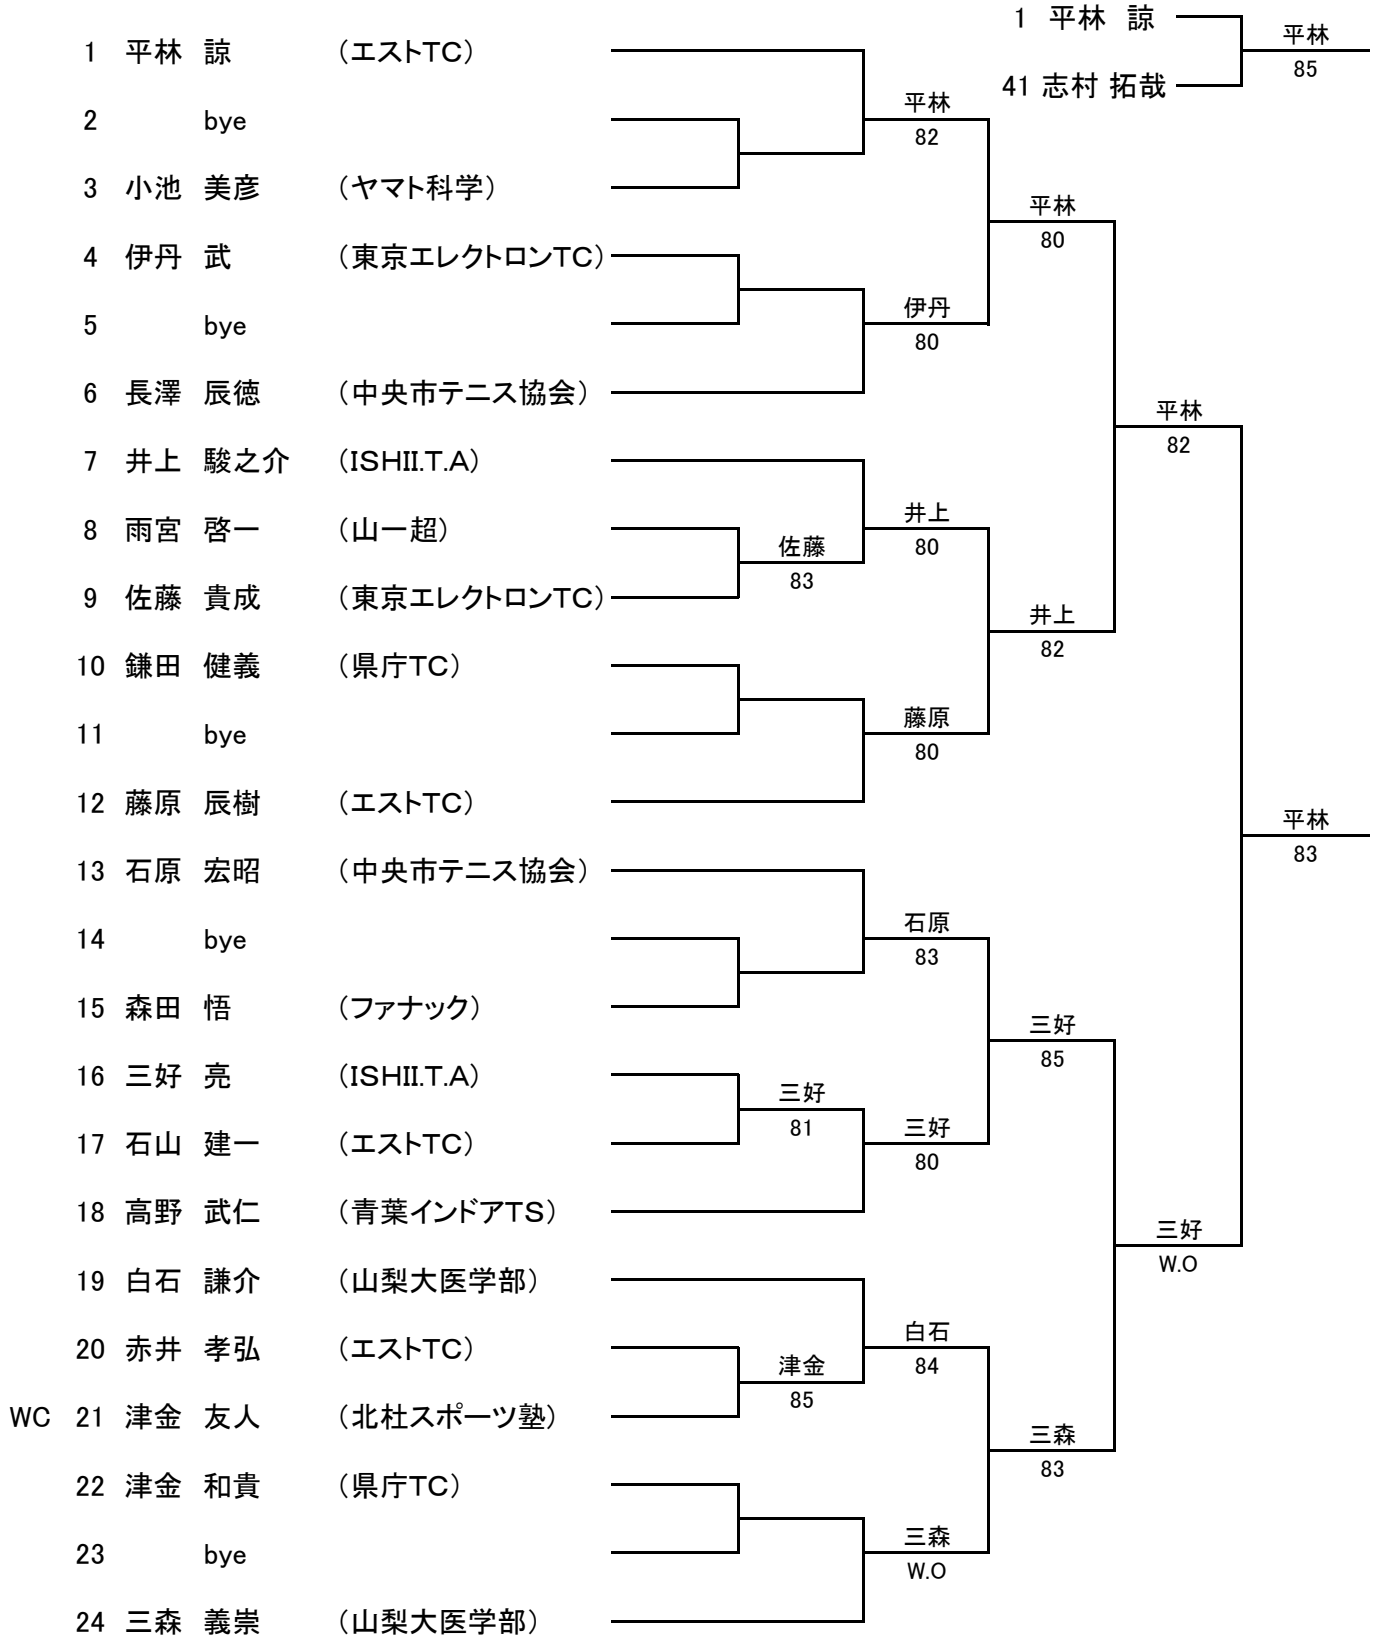 1 平林 諒
平林
1 平林 諒 （エストTC）
85
41 志村 拓哉
平林
2 bye
82
3 小池 美彦 （ヤマト科学）
平林
80
4 伊丹 武 （東京エレクトロンTC）
伊丹
5 bye
80
6 長澤 辰徳 （中央市テニス協会）
平林
82
7 井上 駿之介 （ISHII.T.A）
井上
8 雨宮 啓一 （山一超）
佐藤
80
83
9 佐藤 貴成 （東京エレクトロンTC）
井上
82
10 鎌田 健義 （県庁TC）
藤原
11 bye
80
12 藤原 辰樹 （エストTC）
平林
83
13 石原 宏昭 （中央市テニス協会）
石原
14 bye
83
15 森田 悟 （ファナック）
三好
85
16 三好 亮 （ISHII.T.A）
三好
81
三好
17 石山 建一 （エストTC）
80
18 高野 武仁 （青葉インドアTS）
三好
W.O
19 白石 謙介 （山梨大医学部）
白石
20 赤井 孝弘 （エストTC）
津金
84
85
WC 21 津金 友人 （北杜スポーツ塾）
三森
83
22 津金 和貴 （県庁TC）
三森
23 bye
W.O
24 三森 義崇 （山梨大医学部）